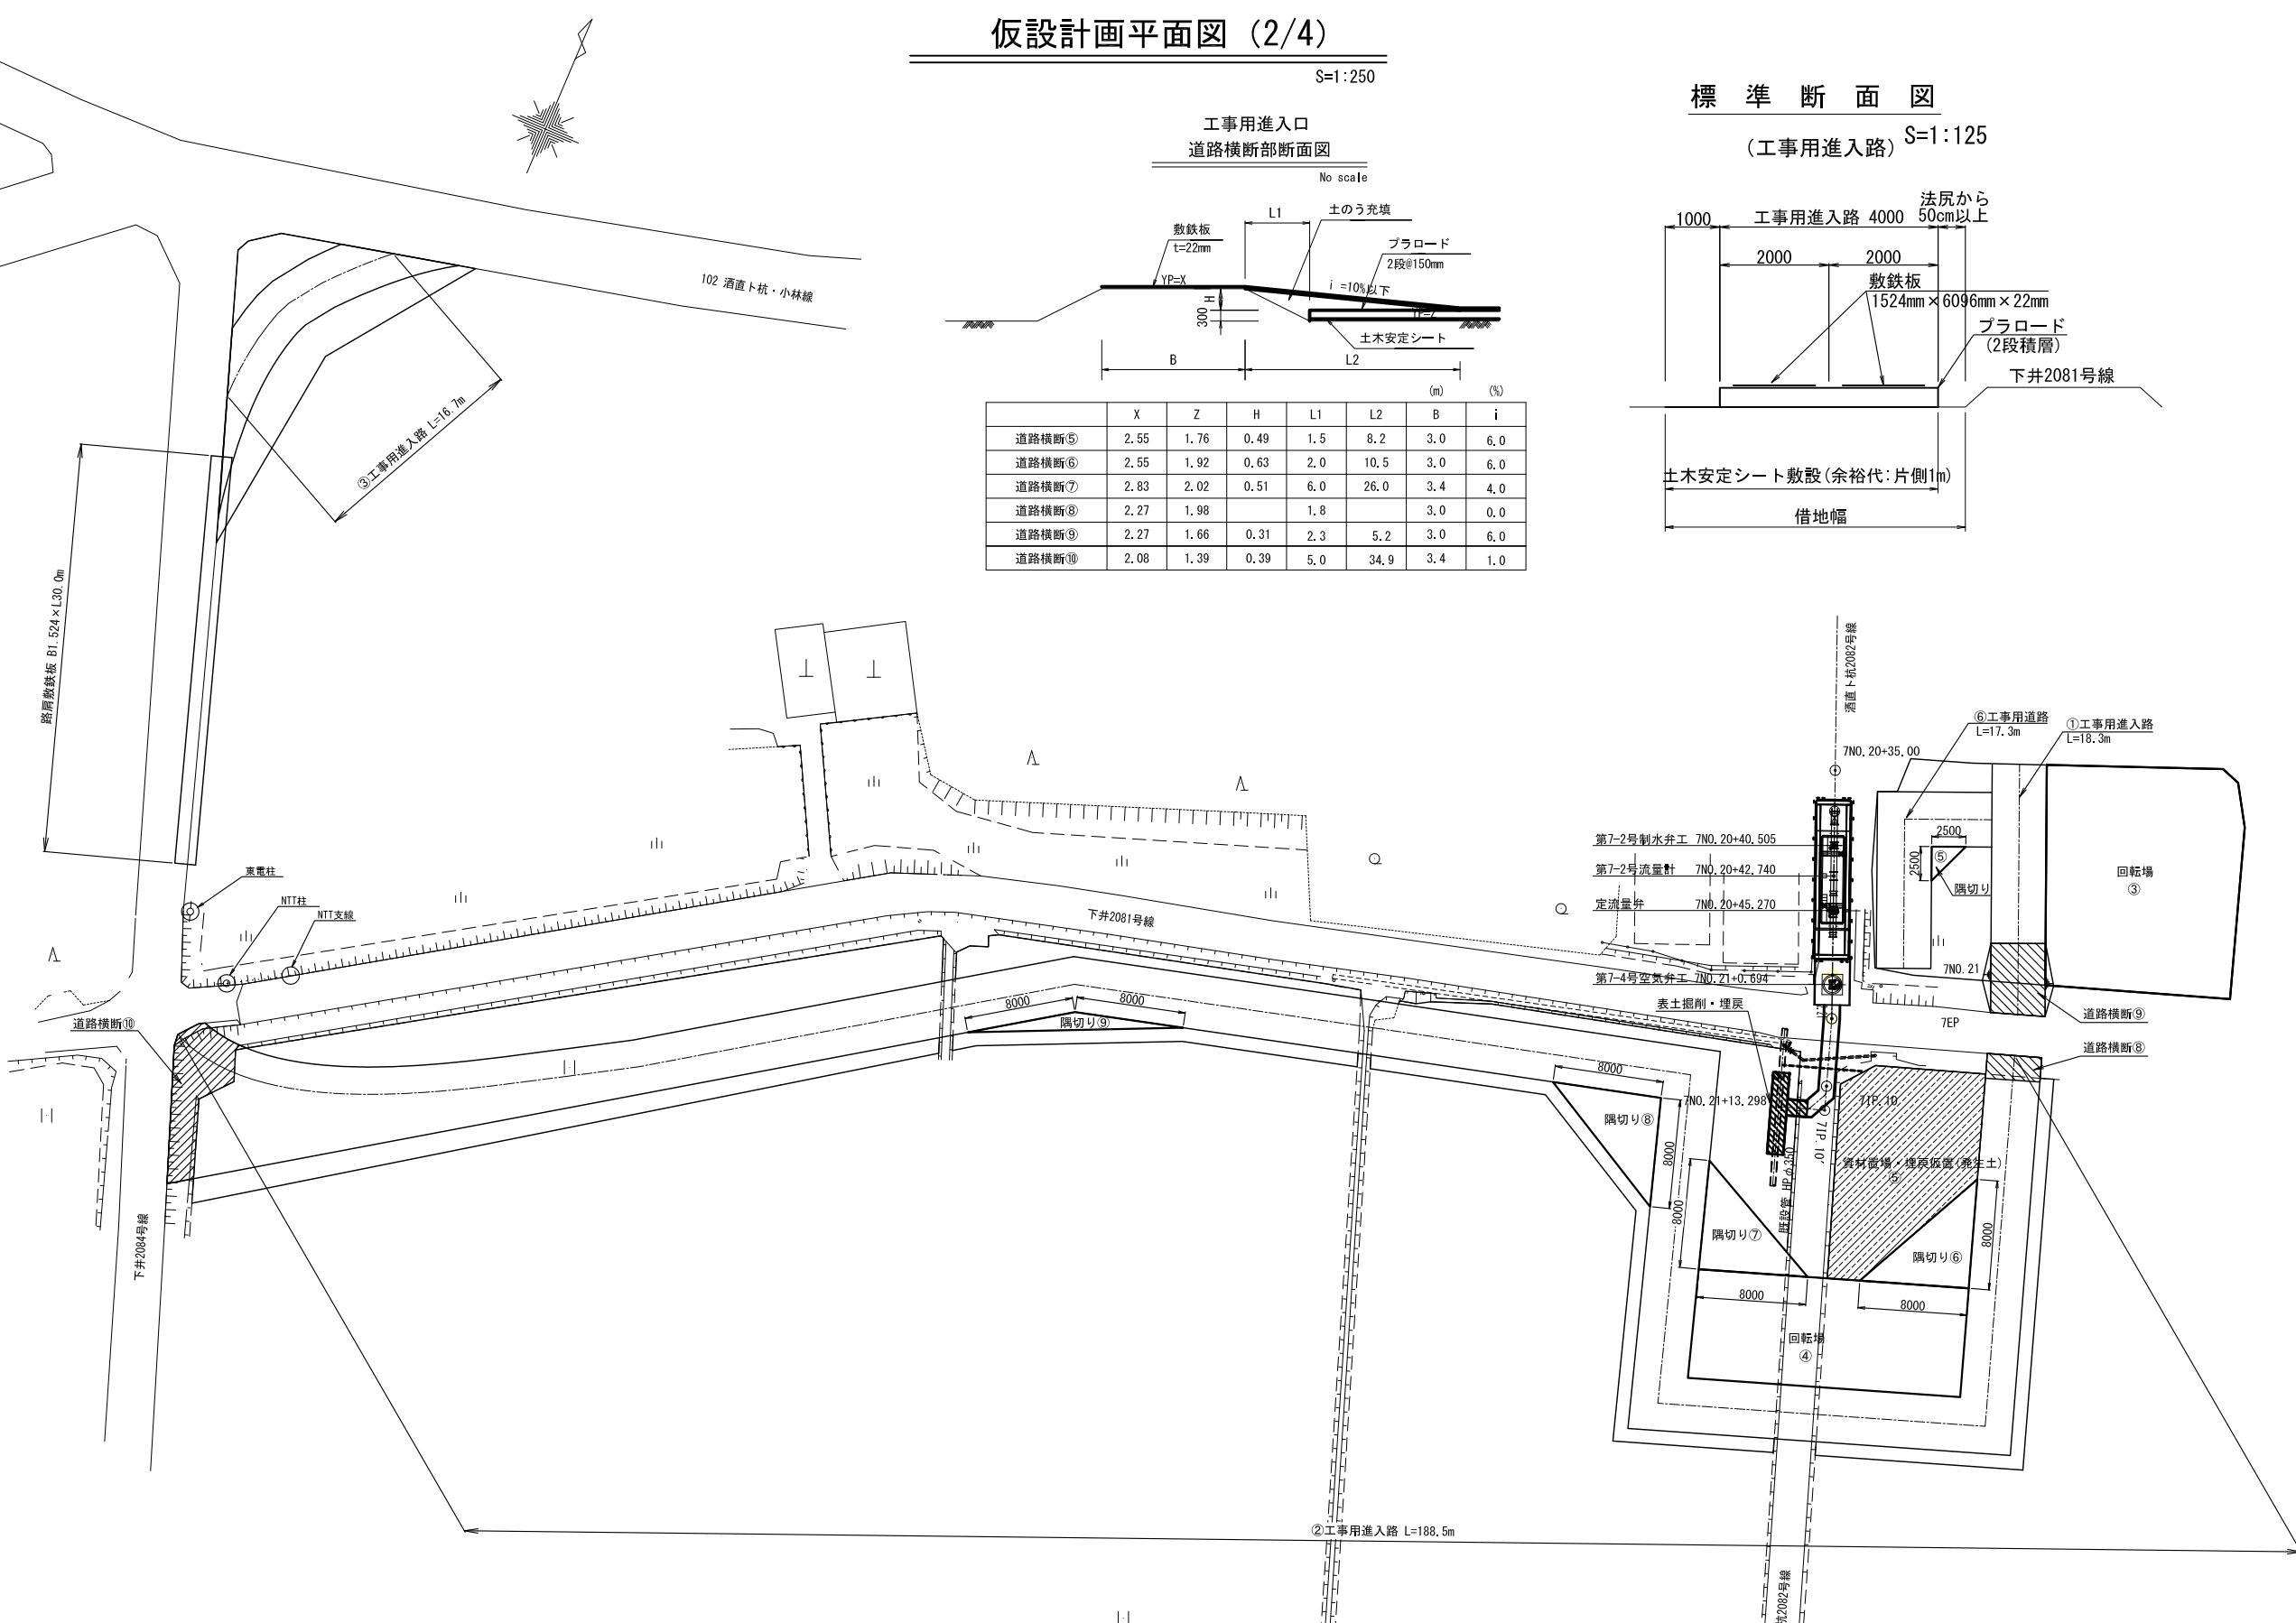 仮設計画平面図 (2/4)
S=1:250
工事用進入口
道路横断部断面図
No scale
L1
土のう充填
敷鉄板
t=22mm
プラロード
2段@150mm
YP=X
i =10%以下
H
300
YP=Z
土木安定シート
B
L2
(m)
(%)
X Z H L1 L2 B i
道路横断⑤ 2.55 1.76 0.49 1.5 8.2 3.0 6.0
道路横断⑥ 2.55 1.92 0.63 2.0 10.5 3.0 6.0
道路横断⑦ 2.83 2.02 0.51 6.0 26.0 3.4 4.0
道路横断⑧ 2.27 1.98 1.8 3.0 0.0
道路横断⑨ 2.27 1.66 0.31 2.3 5.2 3.0 6.0
道路横断⑩ 2.08 1.39 0.39 5.0 34.9 3.4 1.0
標準断面図
(工事用進入路) S=1:125
1000
工事用進入路 4000
法尻から
50cm以上
2000
2000
敷鉄板
1524mm×6096mm×22mm
プラロード
(2段積層)
下井2081号線
土木安定シート敷設(余裕代:片側1m)
借地幅
102 酒直ト杭・小林線
③工事用進入路 L=16.7m
路肩敷鉄板 B1.524×L30.0m
東電柱
NTT柱
NTT支線
道路横断⑩
下井2084号線
下井2081号線
8000
8000
隅切り⑨
酒直ト杭2082号線
⑥工事用道路
L=17.3m
①工事用進入路
L=18.3m
7NO.20+35.00
第7-2号制水弁工 7NO.20+40.505
第7-2号流量計 7NO.20+42.740
定流量弁 7NO.20+45.270
第7-4号空気弁工 7NO.21+0.694
表土掘削・埋戻
2500
2500
⑤
隅切り
回転場
③
7NO.21
7EP
道路横断⑨
道路横断⑧
8000
隅切り⑧
8000
7NO.21+13.298
7IP.10
7IP.10'
既設管 HPφ350
資材置場・埋戻仮置(発生土)
⑤
8000
隅切り⑦
隅切り⑥
8000
8000
8000
回転場
④
②工事用進入路 L=188.5m
杭2082号線